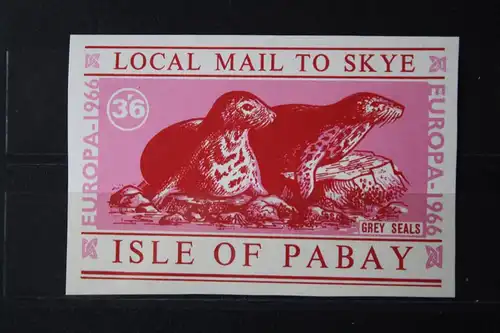 LOCAL MAIL TO SKYE
3'6
EUROPA-1966
EUROPA-1966
GREY SEALS
ISLE OF PABAY